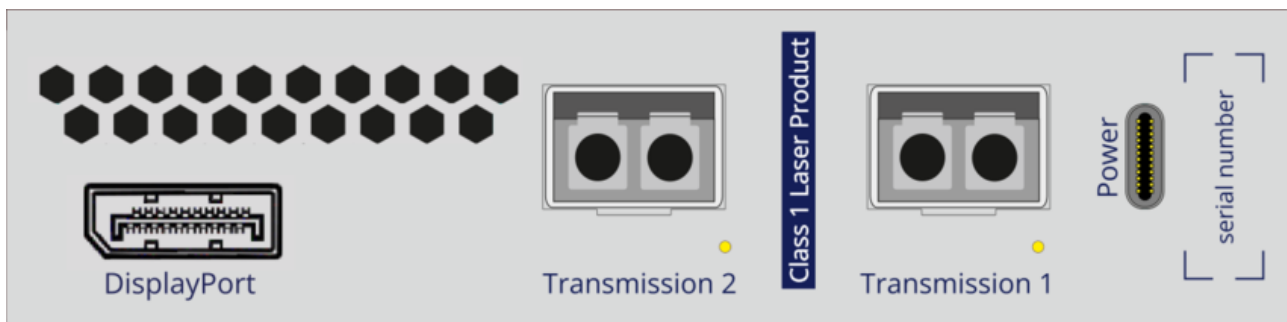 DisplayPort
Transmission 2
Class 1 Laser Product
Transmission 1
Power
serial number